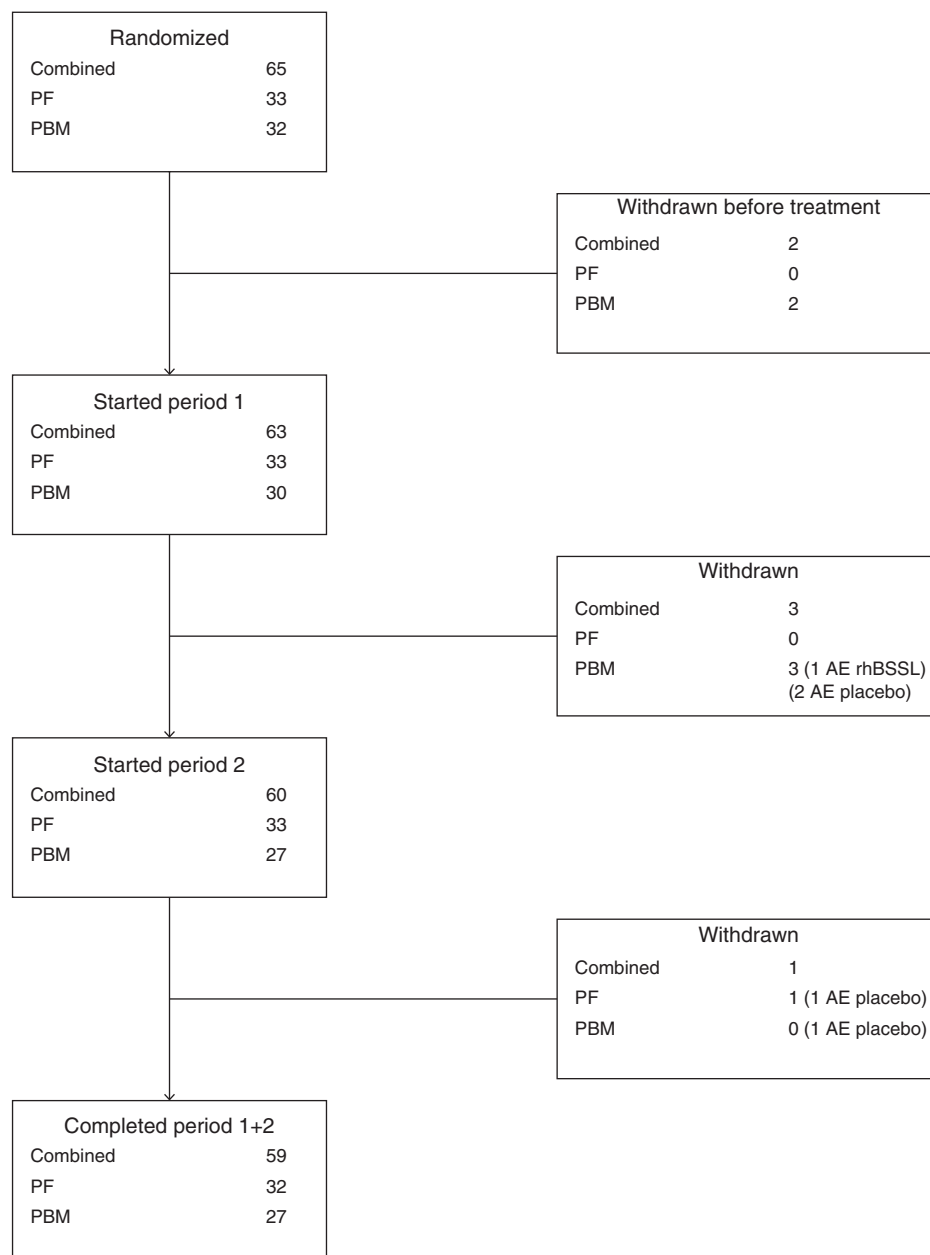 Randomized
Combined 65
PF 33
PBM 32
Withdrawn before treatment
Combined 2
PF 0
PBM 2
Started period 1
Combined 63
PF 33
PBM 30
Withdrawn
Combined 3
PF 0
PBM 3 (1 AE rhBSSL)
(2 AE placebo)
Started period 2
Combined 60
PF 33
PBM 27
Withdrawn
Combined 1
PF 1 (1 AE placebo)
PBM 0 (1 AE placebo)
Completed period 1+2
Combined 59
PF 32
PBM 27